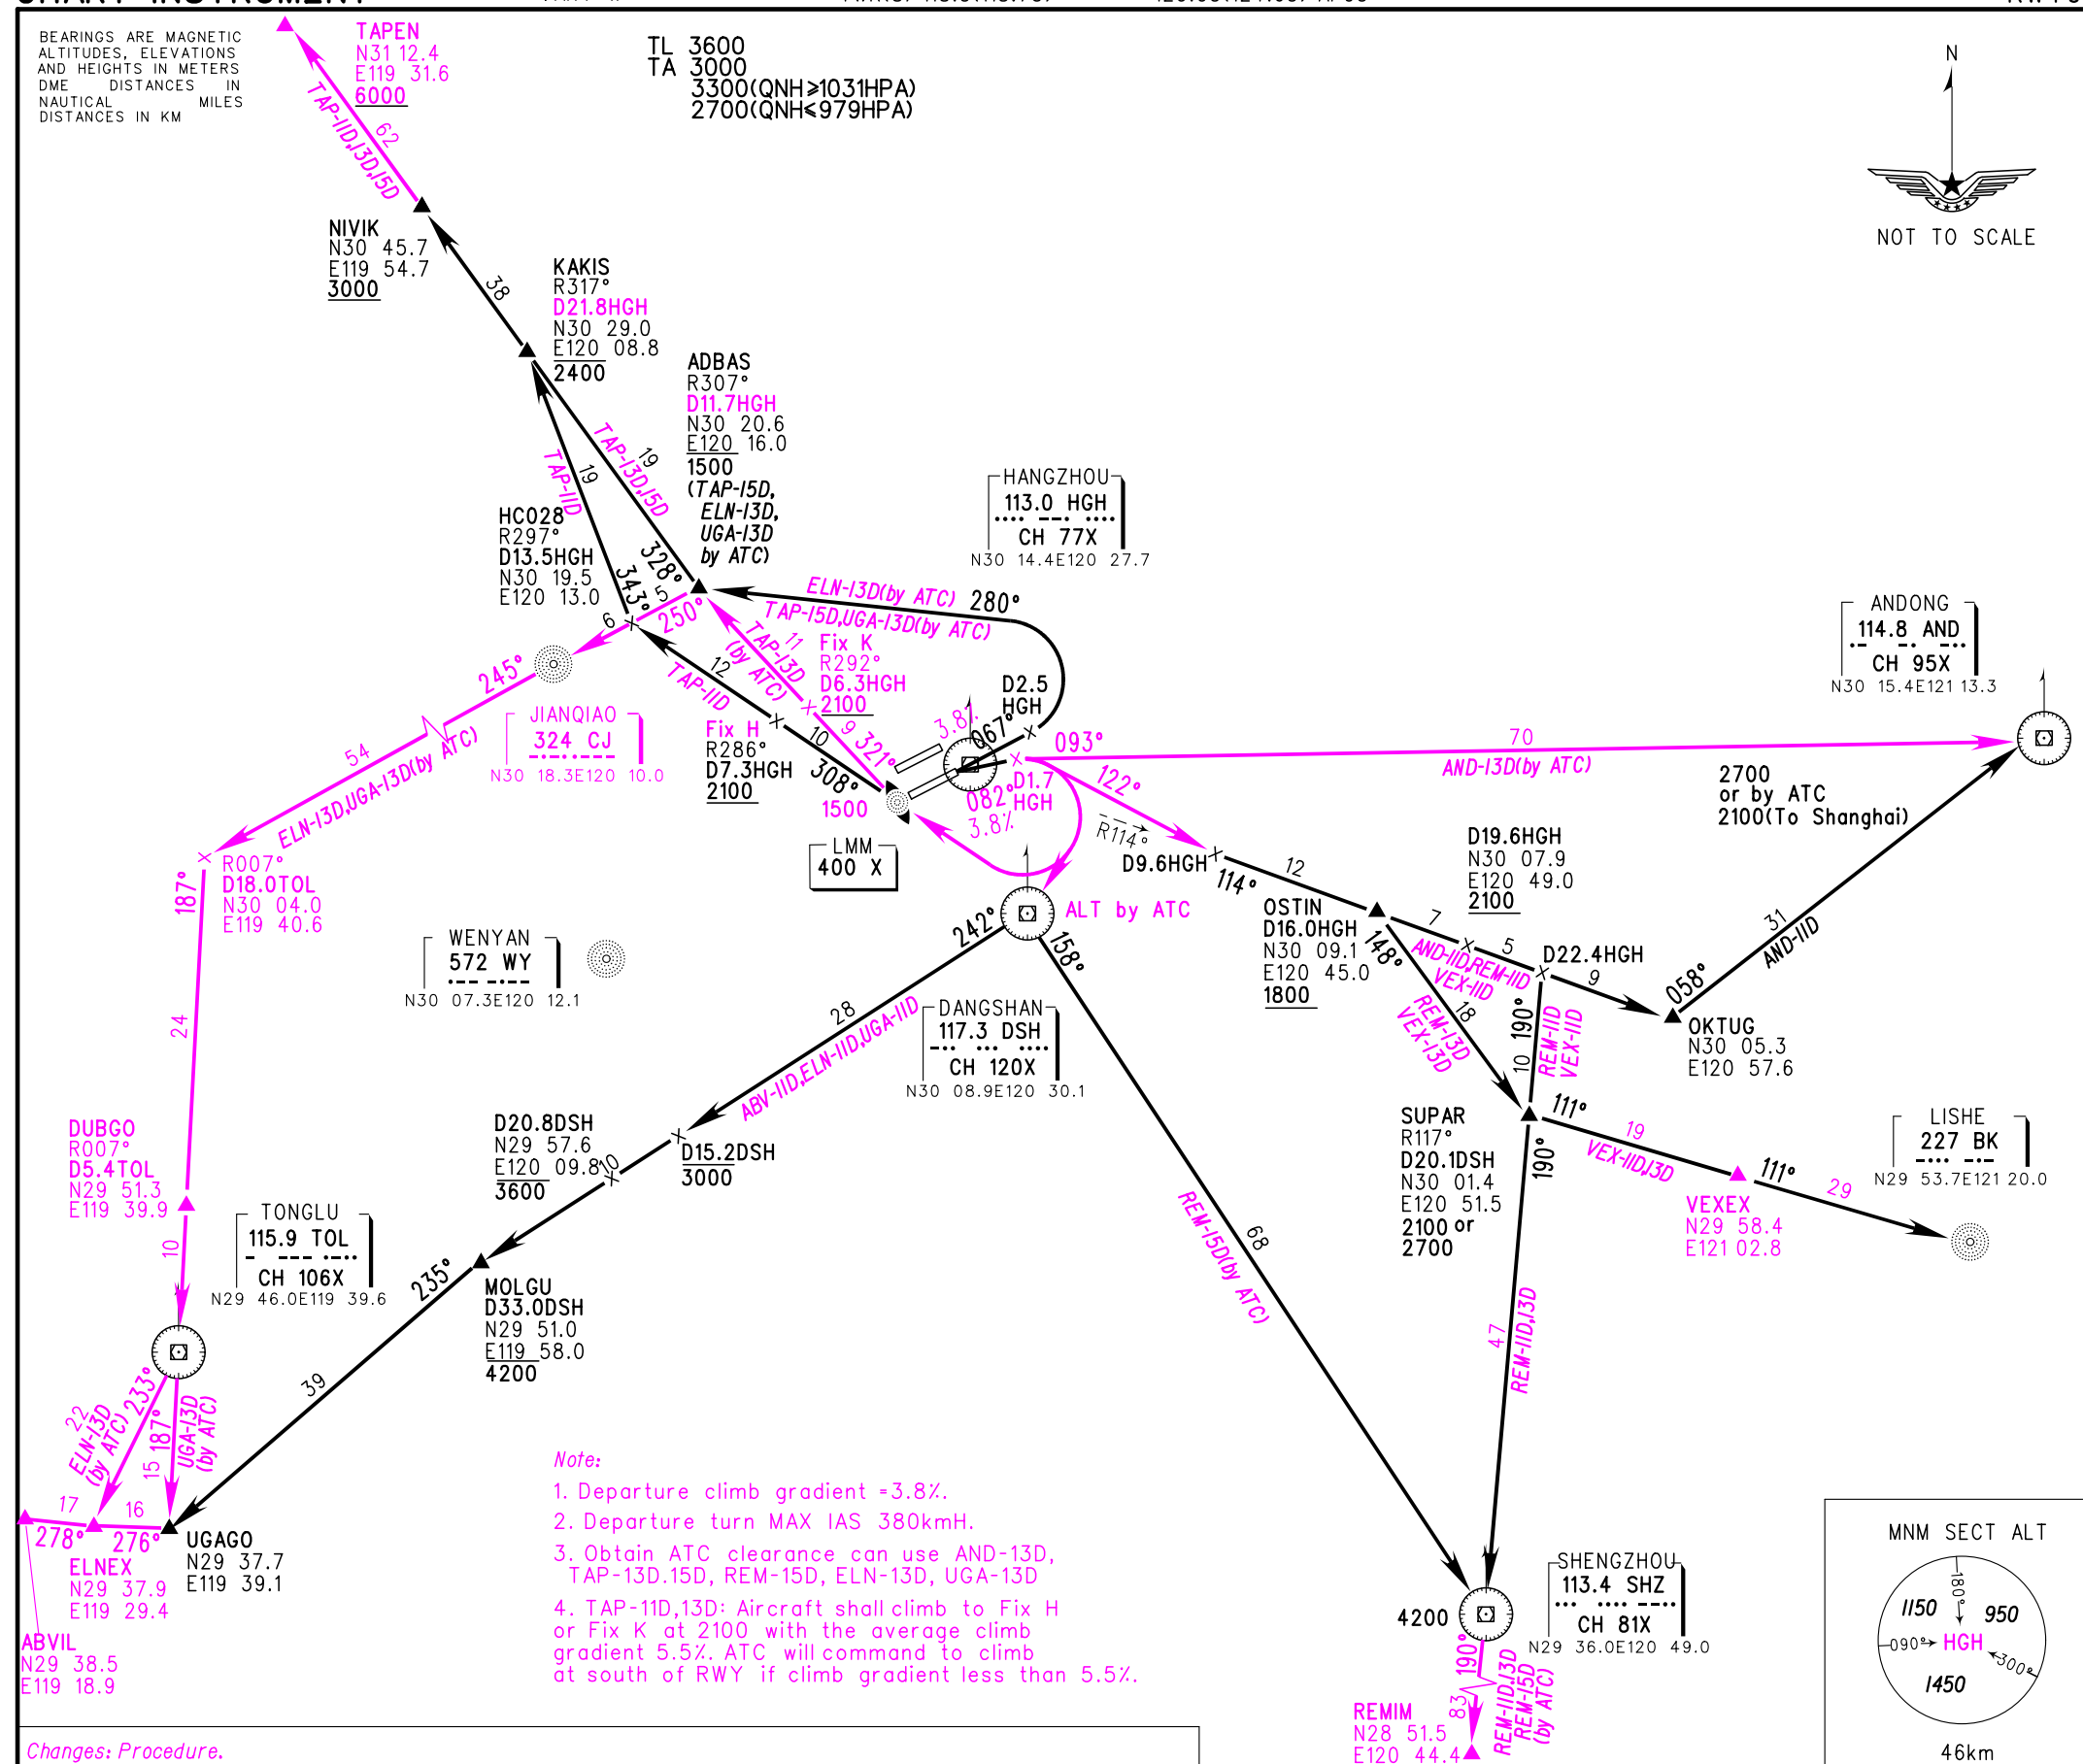 BEARINGS ARE MAGNETIC
ALTITUDES, ELEVATIONS
AND HEIGHTS IN METERS
DME DISTANCES IN
NAUTICAL MILES
DISTANCES IN KM
TL 3600
TA 3000
3300(QNH≥1031HPA)
2700(QNH≤979HPA)
N
NOT TO SCALE
TAPEN
N31 12.4
E119 31.6
6000
62
TAP-11D,13D,15D
NIVIK
N30 45.7
E119 54.7
3000
38
KAKIS
R317°
D21.8HGH
N30 29.0
E120 08.8
2400
ADBAS
R307°
D11.7HGH
N30 20.6
E120 16.0
1500
(TAP-15D,
ELN-13D,
UGA-13D
by ATC)
19
TAP-13D,15D
19
TAP-11D
HC028
R297°
D13.5HGH
N30 19.5
E120 13.0
343°
328°
5
250°
6
HANGZHOU
113.0 HGH
CH 77X
N30 14.4E120 27.7
ELN-13D(by ATC)
280°
TAP-15D,UGA-13D(by ATC)
11
TAP-13D
(by ATC)
Fix K
R292°
D6.3HGH
2100
12
TAP-11D
Fix H
R286°
D7.3HGH
2100
10
308°
9
321°
1500
3.8%
067°
D2.5
HGH
D1.7
HGH
082°
3.8%
093°
70
AND-13D(by ATC)
122°
R114°
ANDONG
114.8 AND
CH 95X
N30 15.4E121 13.3
2700
or by ATC
2100(To Shanghai)
245°
JIANQIAO
324 CJ
N30 18.3E120 10.0
54
ELN-13D,UGA-13D(by ATC)
LMM
400 X
R007°
D18.0TOL
N30 04.0
E119 40.6
187°
24
WENYAN
572 WY
N30 07.3E120 12.1
ALT by ATC
242°
158°
DANGSHAN
117.3 DSH
CH 120X
N30 08.9E120 30.1
28
ABV-11D,ELN-11D,UGA-11D
D9.6HGH
114°
12
OSTIN
D16.0HGH
N30 09.1
E120 45.0
1800
148°
D19.6HGH
N30 07.9
E120 49.0
2100
7
AND-11D,REM-11D
VEX-11D
5
D22.4HGH
9
058°
31
AND-11D
OKTUG
N30 05.3
E120 57.6
18
REM-13D
VEX-13D
10
190°
REM-11D
VEX-11D
SUPAR
R117°
D20.1DSH
N30 01.4
E120 51.5
2100 or
2700
111°
19
VEX-11D,13D
VEXEX
N29 58.4
E121 02.8
111°
29
LISHE
227 BK
N29 53.7E121 20.0
190°
47
REM-11D,13D
D15.2DSH
3000
D20.8DSH
N29 57.6
E120 09.8
3600
10
MOLGU
D33.0DSH
N29 51.0
E119 58.0
4200
235°
39
68
REM-15D(by ATC)
DUBGO
R007°
D5.4TOL
N29 51.3
E119 39.9
10
TONGLU
115.9 TOL
CH 106X
N29 46.0E119 39.6
233°
22
ELN-13D
(by ATC)
187°
15
UGA-13D
(by ATC)
17
16
278°
276°
UGAGO
N29 37.7
E119 39.1
ELNEX
N29 37.9
E119 29.4
ABVIL
N29 38.5
E119 18.9
Note:
1. Departure climb gradient =3.8%.
2. Departure turn MAX IAS 380kmH.
3. Obtain ATC clearance can use AND-13D,
TAP-13D.15D, REM-15D, ELN-13D, UGA-13D
4. TAP-11D,13D: Aircraft shall climb to Fix H
or Fix K at 2100 with the average climb
gradient 5.5%. ATC will command to climb
at south of RWY if climb gradient less than 5.5%.
4200
SHENGZHOU
113.4 SHZ
CH 81X
N29 36.0E120 49.0
190°
83
REM-11D,13D
REM-15D
(by ATC)
REMIM
N28 51.5
E120 44.4
MNM SECT ALT
180°
1150
950
090°
HGH
300°
1450
46km
Changes: Procedure.